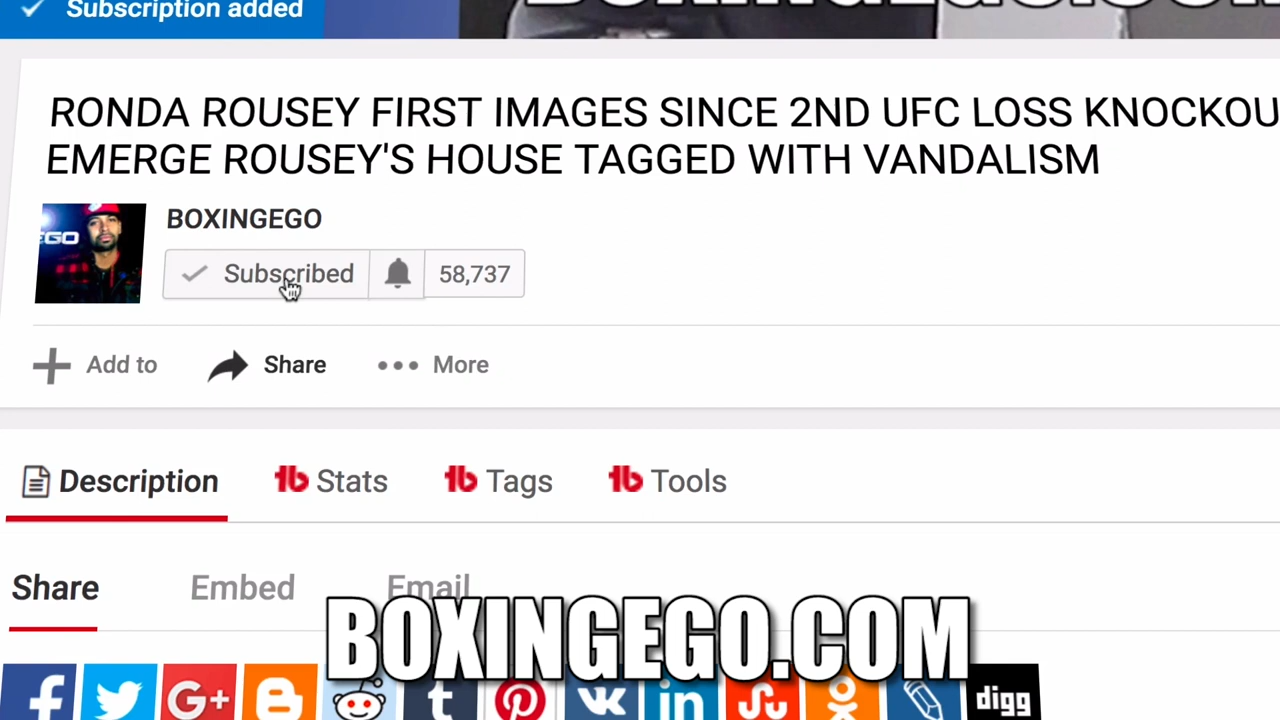 Subscription added
RONDA ROUSEY FIRST IMAGES SINCE 2ND UFC LOSS KNOCKOU
EMERGE ROUSEY'S HOUSE TAGGED WITH VANDALISM
EGO
BOXINGEGO
Subscribed 58,737
Add to Share More
Description Stats Tags Tools
Share Embed Email
BOXINGEGO.COM
digg